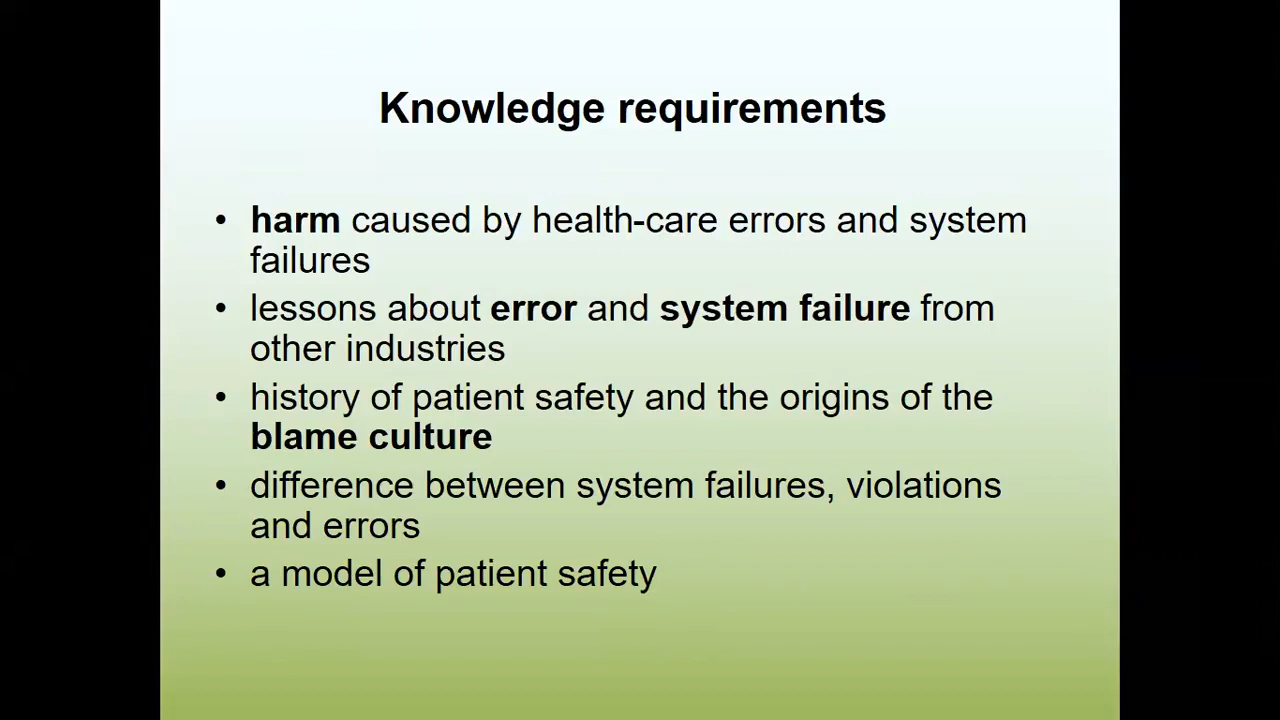 Knowledge requirements
• harm caused by health-care errors and system
failures
• lessons about error and system failure from
other industries
• history of patient safety and the origins of the
blame culture
• difference between system failures, violations
and errors
• a model of patient safety